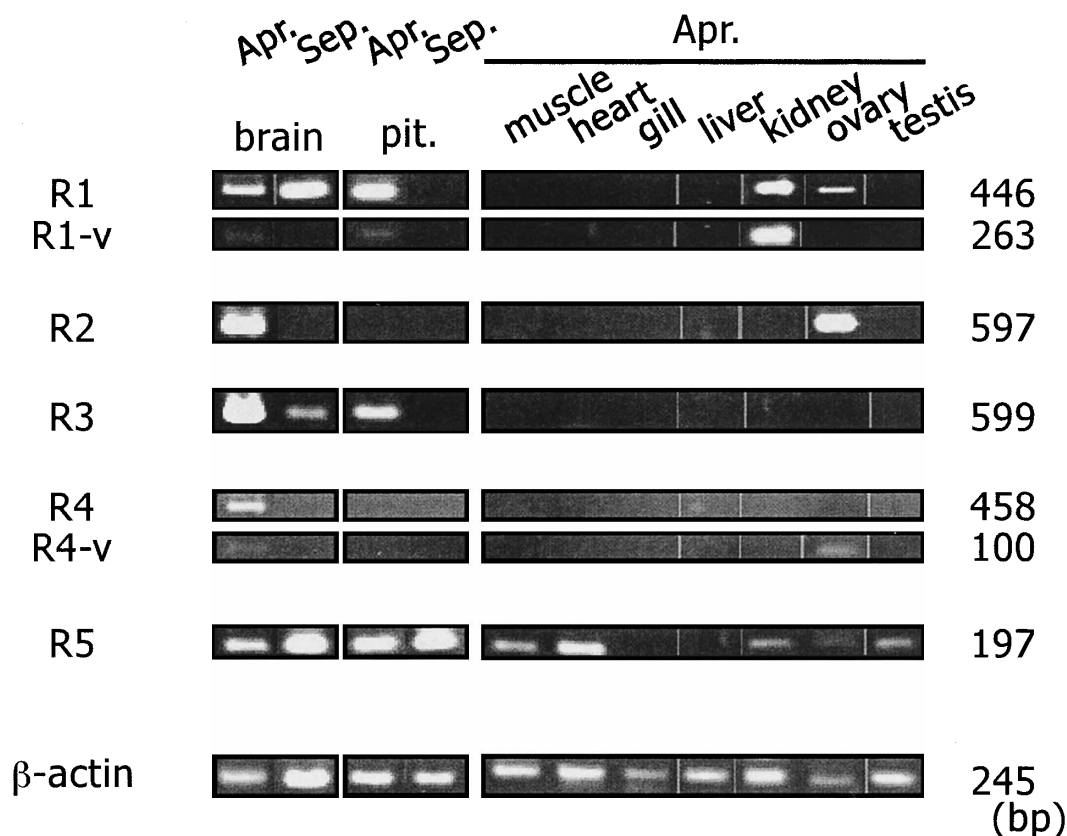 Apr. Sep. Apr. Sep. Apr.
brain pit. muscle heart gill liver kidney ovary testis
R1 446
R1-v 263
R2 597
R3 599
R4 458
R4-v 100
R5 197
β-actin 245
(bp)